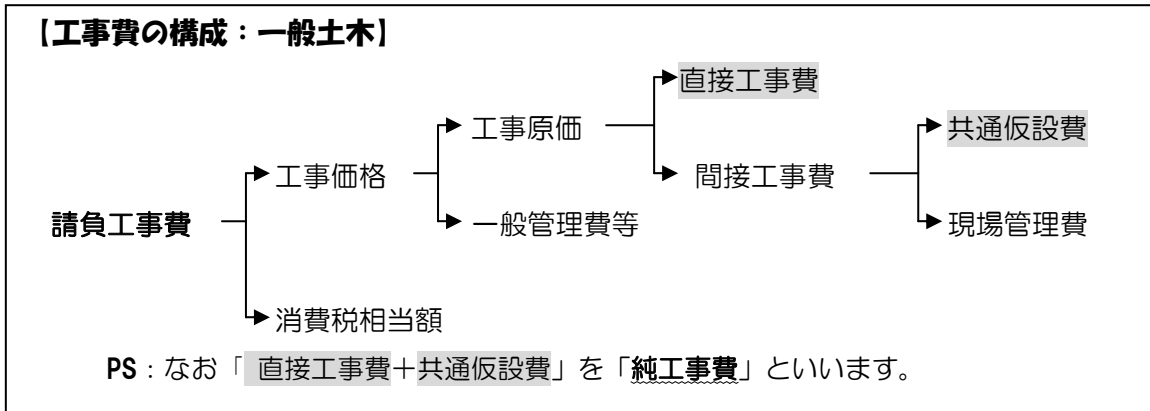 【工事費の構成：一般土木】
直接工事費
工事原価
共通仮設費
工事価格
間接工事費
請負工事費
一般管理費等
現場管理費
消費税相当額
PS：なお「 直接工事費＋共通仮設費」を「純工事費」といいます。